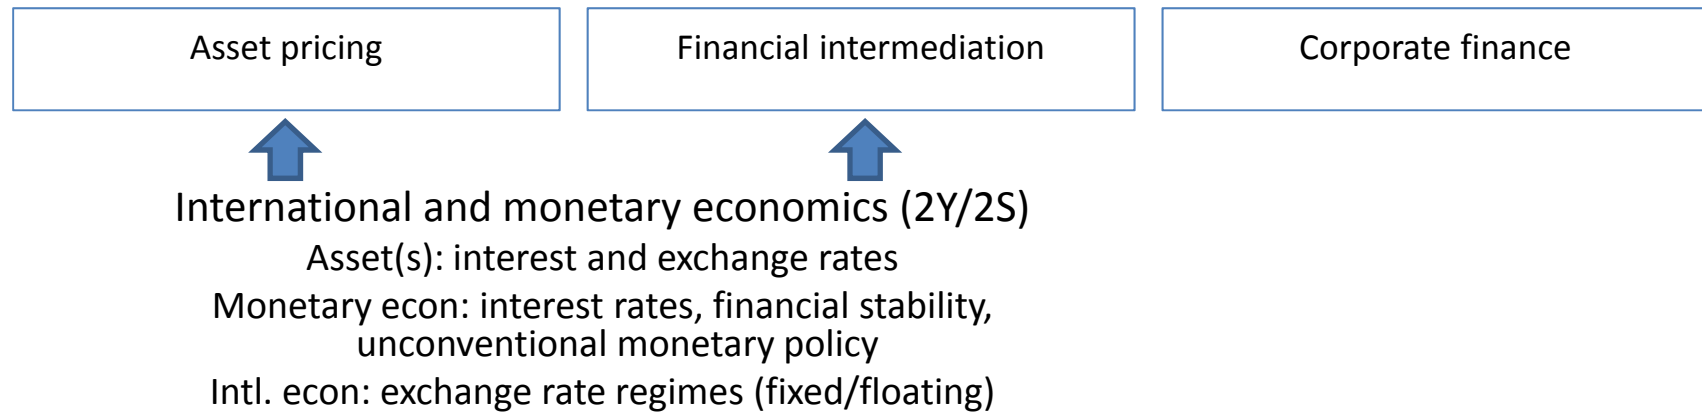 Asset pricing
Financial intermediation
Corporate finance
International and monetary economics (2Y/2S)
Asset(s): interest and exchange rates
Monetary econ: interest rates, financial stability,
unconventional monetary policy
Intl. econ: exchange rate regimes (fixed/floating)